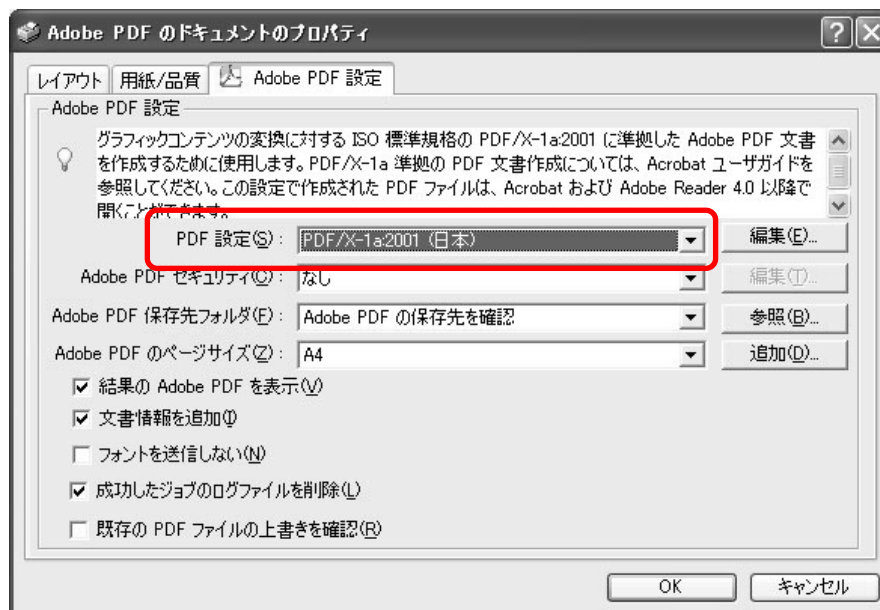 Adobe PDF のドキュメントのプロパティ
レイアウト 用紙/品質 Adobe PDF 設定
Adobe PDF 設定
グラフィックコンテンツの変換に対する ISO 標準規格の PDF/X-1a:2001 に準拠した Adobe PDF 文書
を作成するために使用します。PDF/X-1a 準拠の PDF 文書作成については、Acrobat ユーザガイドを
参照してください。この設定で作成された PDF ファイルは、Acrobat および Adobe Reader 4.0 以降で
開くことができます。
PDF 設定(S): PDF/X-1a:2001 (日本) 編集(E)...
Adobe PDF セキュリティ(C): なし 編集(T)...
Adobe PDF 保存先フォルダ(F): Adobe PDF の保存先を確認 参照(B)...
Adobe PDF のページサイズ(Z): A4 追加(D)...
結果の Adobe PDF を表示(V)
文書情報を追加(I)
フォントを送信しない(N)
成功したジョブのログファイルを削除(L)
既存の PDF ファイルの上書きを確認(R)
OK キャンセル